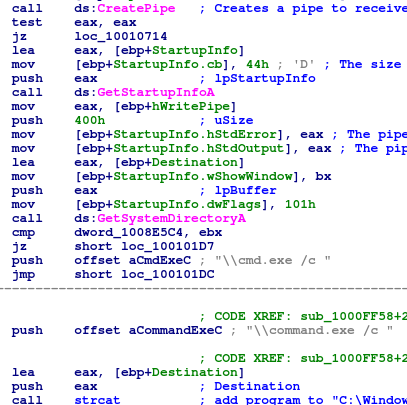 call ds:CreatePipe ; Creates a pipe to receive
test eax, eax
jz loc_10010714
lea eax, [ebp+StartupInfo]
mov [ebp+StartupInfo.cb], 44h ; 'D' ; The size
push eax ; lpStartupInfo
call ds:GetStartupInfoA
mov eax, [ebp+hWritePipe]
push 400h ; uSize
mov [ebp+StartupInfo.hStdError], eax ; The pipe
mov [ebp+StartupInfo.hStdOutput], eax ; The pip
lea eax, [ebp+Destination]
mov [ebp+StartupInfo.wShowWindow], bx
push eax ; lpBuffer
mov [ebp+StartupInfo.dwFlags], 101h
call ds:GetSystemDirectoryA
cmp dword_1008E5C4, ebx
jz short loc_100101D7
push offset aCmdExeC ; "\\cmd.exe /c "
jmp short loc_100101DC
; CODE XREF: sub_1000FF58+2
push offset aCommandExeC ; "\\command.exe /c "
; CODE XREF: sub_1000FF58+2
lea eax, [ebp+Destination]
push eax ; Destination
call strcat ; add program to "C:\Window